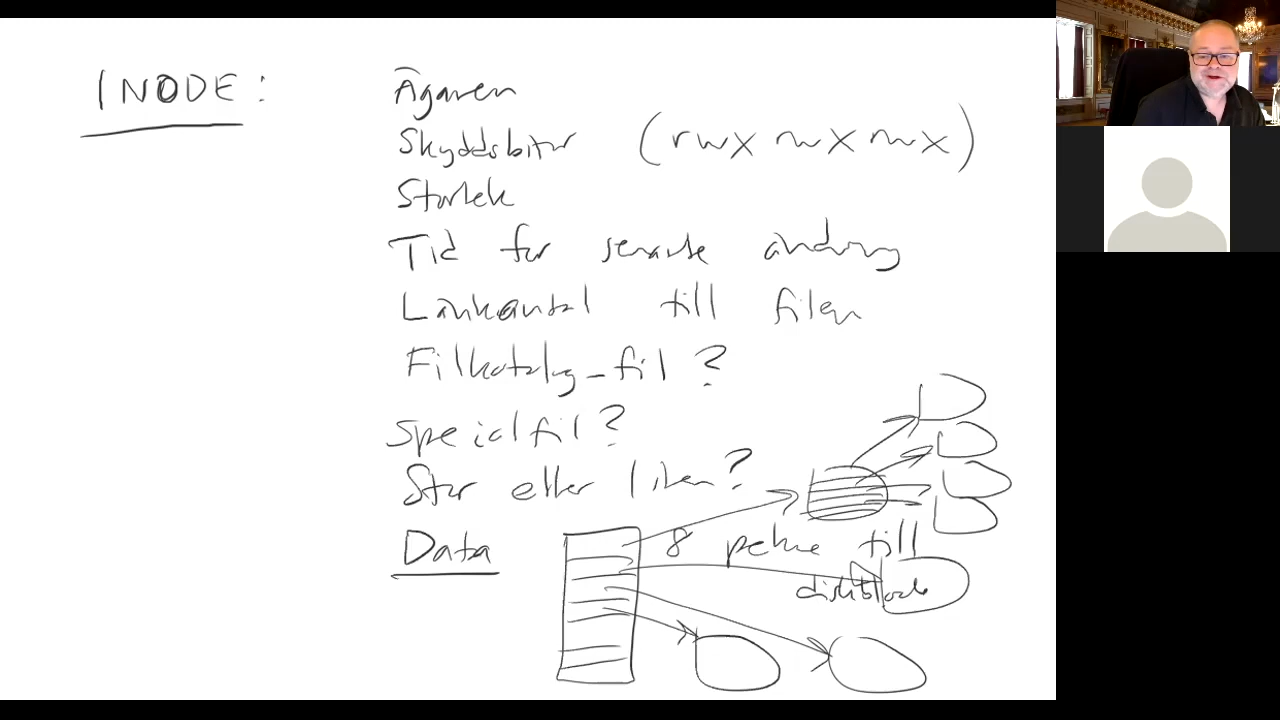 INODE:
Ägaren
Skyddsbitar (rwx rwx rwx)
Storlek
Tid för senaste ändring
Länkantal till filen
Filkatalog-fil?
Specialfil?
Stor eller liten?
Data
8 pekare till
diskblock